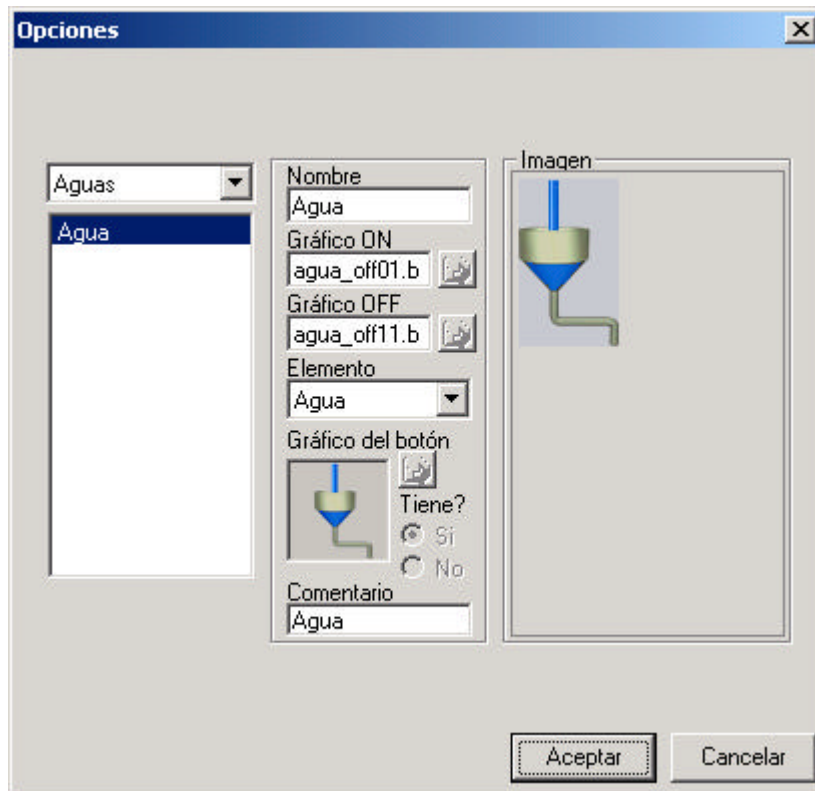 Opciones
Aguas
Agua
Nombre
Agua
Gráfico ON
agua_off01.b
Gráfico OFF
agua_off11.b
Elemento
Agua
Gráfico del botón
Tiene?
Si
No
Comentario
Agua
Imagen
Aceptar
Cancelar